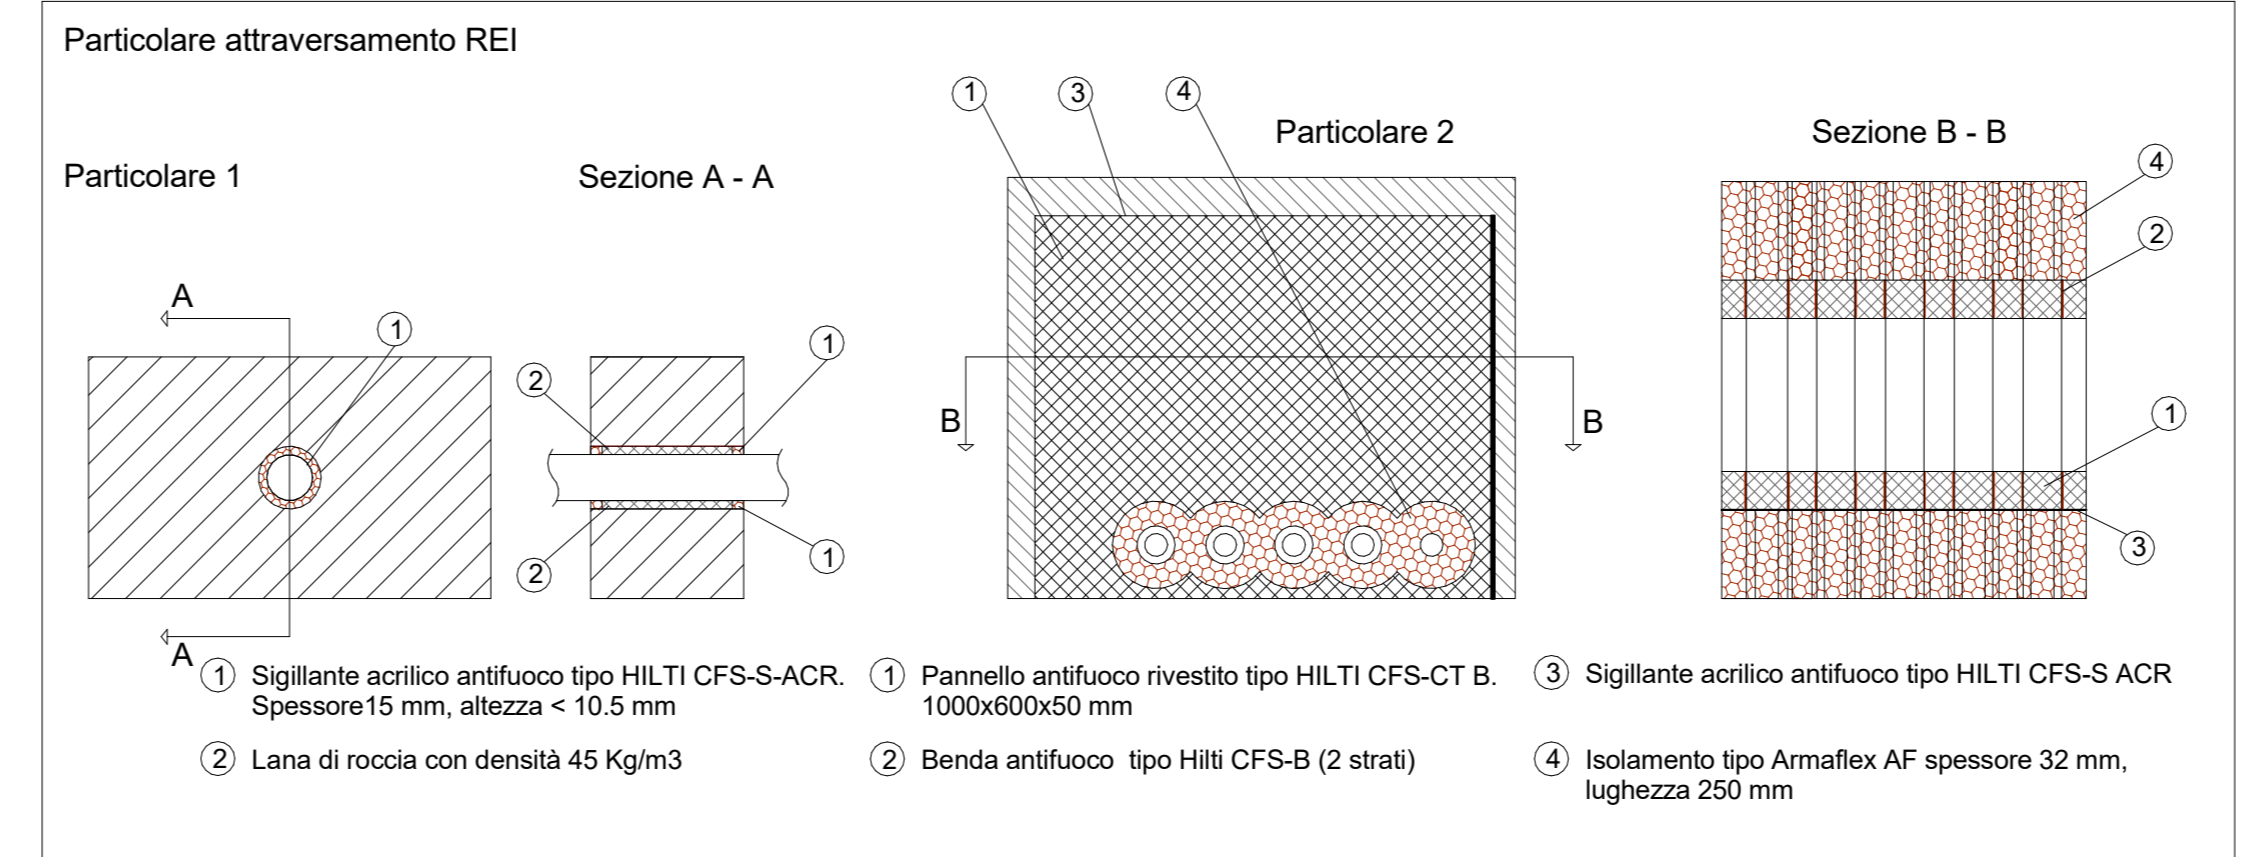 Particolare attraversamento REI
Particolare 1
Sezione A - A
Particolare 2
Sezione B - B
1
3
4
4
2
A
1
2
1
B
B
1
2
1
3
A
1 Sigillante acrilico antifuoco tipo HILTI CFS-S-ACR.
Spessore15 mm, altezza < 10.5 mm
2 Lana di roccia con densità 45 Kg/m3
1 Pannello antifuoco rivestito tipo HILTI CFS-CT B.
1000x600x50 mm
2 Benda antifuoco  tipo Hilti CFS-B (2 strati)
3 Sigillante acrilico antifuoco tipo HILTI CFS-S ACR
4 Isolamento tipo Armaflex AF spessore 32 mm,
lughezza 250 mm